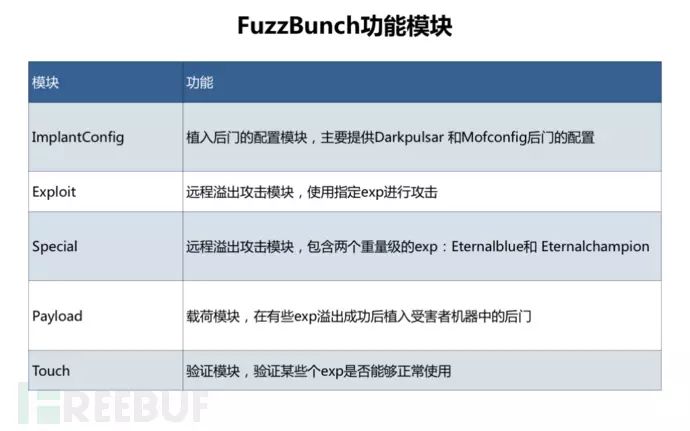 FuzzBunch功能模块
模块 功能
ImplantConfig 植入后门的配置模块，主要提供Darkpulsar 和Mofconfig后门的配置
Exploit 远程溢出攻击模块，使用指定exp进行攻击
Special 远程溢出攻击模块，包含两个重量级的exp：Eternalblue和 Eternalchampion
Payload 载荷模块，在有些exp溢出成功后植入受害者机器中的后门
Touch 验证模块，验证某些个exp是否能够正常使用
FREEBUF